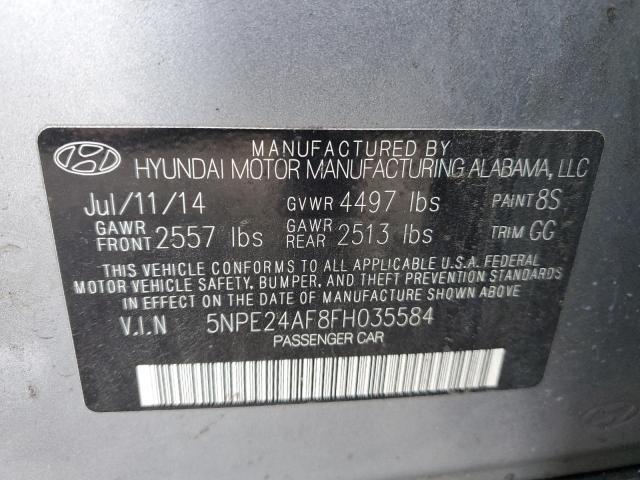 MANUFACTURED BY
HYUNDAI MOTOR MANUFACTURING ALABAMA, LLC
Jul/11/14 GVWR 4497 lbs PAINT 8S
GAWR FRONT 2557 lbs GAWR REAR 2513 lbs TRIM GG
THIS VEHICLE CONFORMS TO ALL APPLICABLE U.S.A. FEDERAL
MOTOR VEHICLE SAFETY, BUMPER, AND THEFT PREVENTION STANDARDS
IN EFFECT ON THE DATE OF MANUFACTURE SHOWN ABOVE.
V.I.N 5NPE24AF8FH035584
PASSENGER CAR